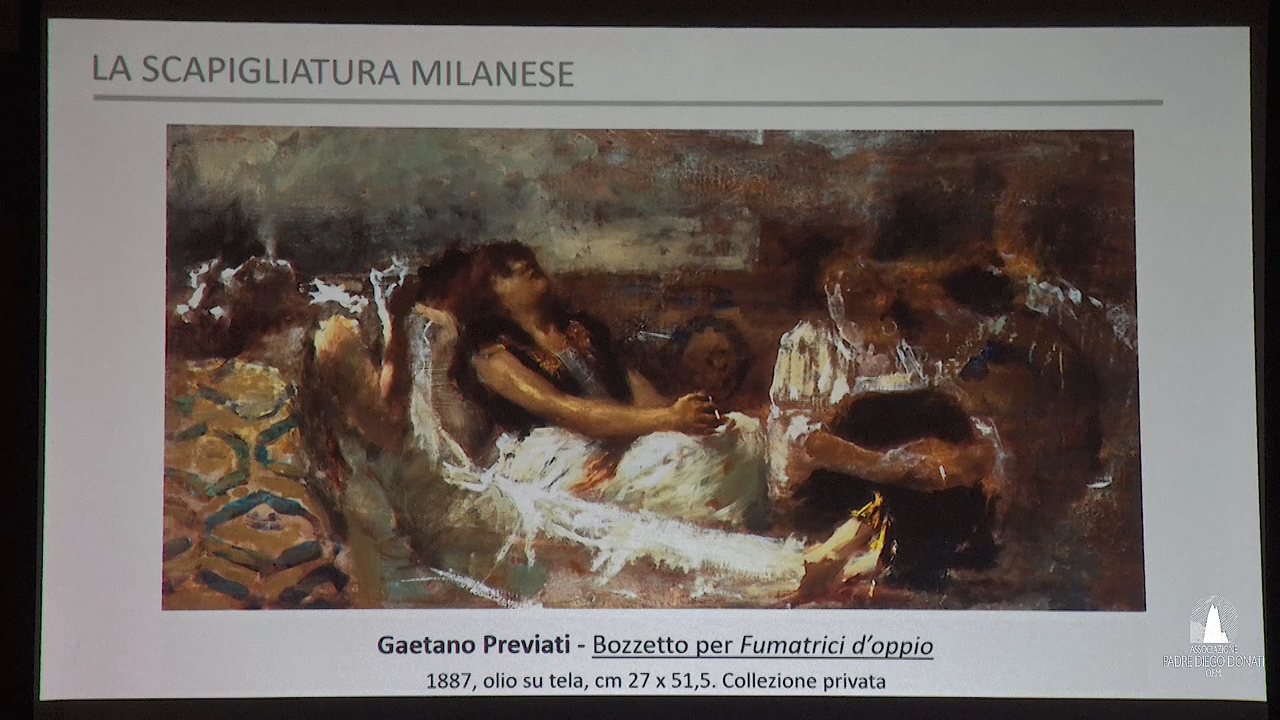 LA SCAPIGLIATURA MILANESE
Gaetano Previati - Bozzetto per Fumatrici d'oppio
1887, olio su tela, cm 27 x 51,5. Collezione privata
ASSOCIAZIONE
PADRE DIEGO DONATI
OFM